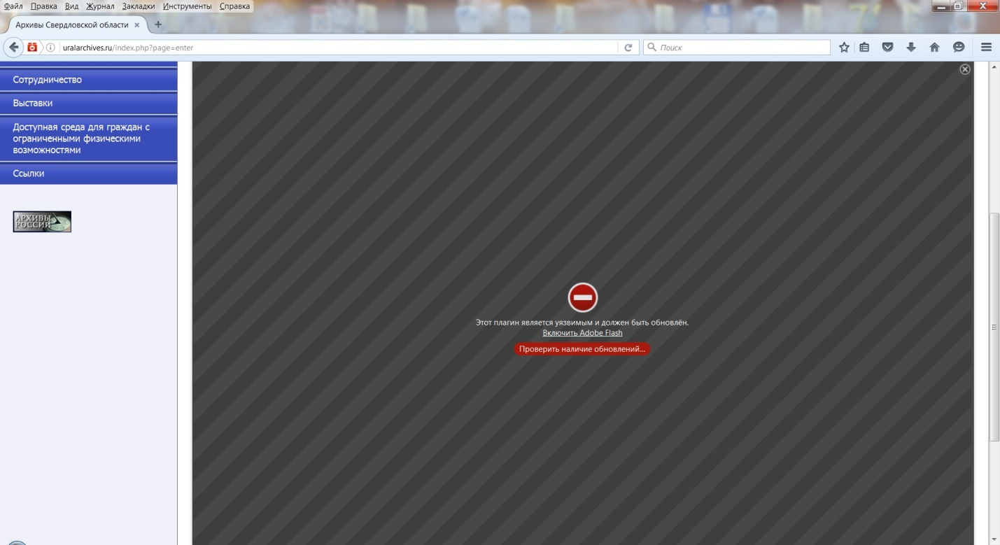 Файл Правка Вид Журнал Закладки Инструменты Справка
Архивы Свердловской области
uralarchives.ru/index.php?page=enter
Поиск
Сотрудничество
Выставки
Доступная среда для граждан с
ограниченными физическими
возможностями
Ссылки
АРХИВЫ
РОССИИ
Этот плагин является уязвимым и должен быть обновлён.
Включить Adobe Flash
Проверить наличие обновлений...